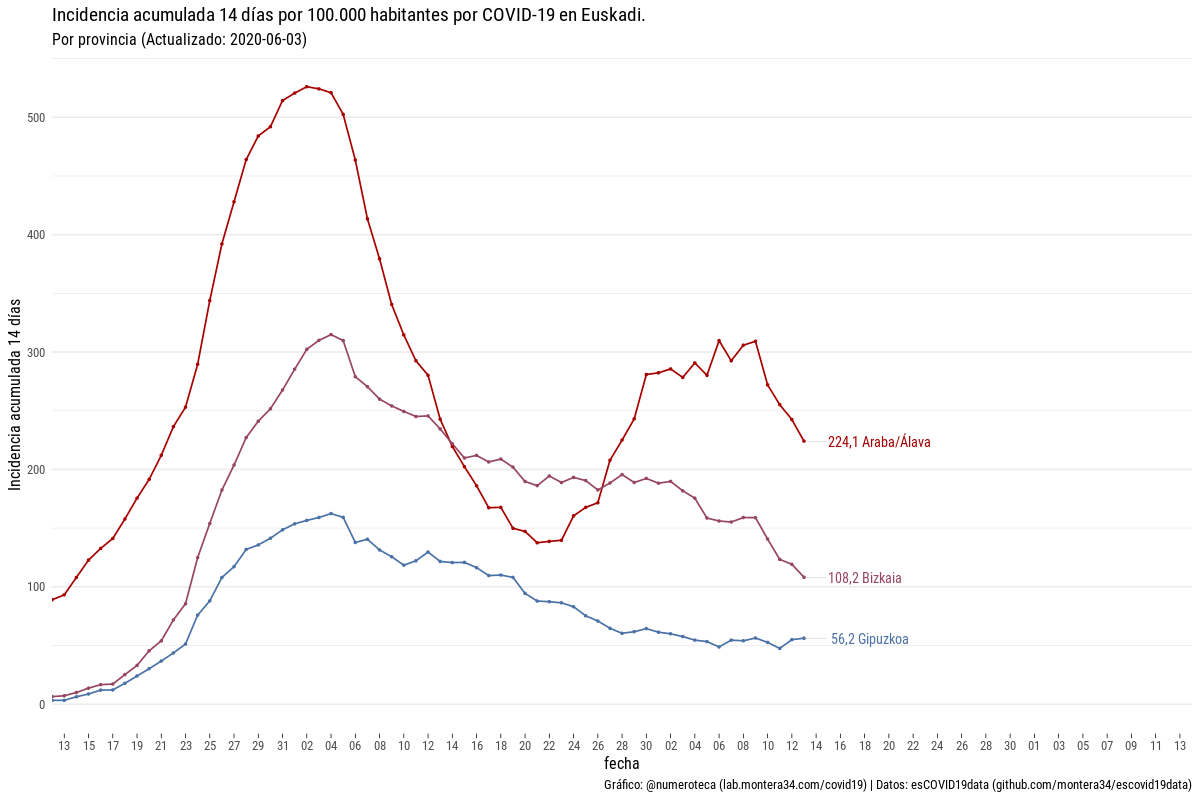 Incidencia acumulada 14 días por 100.000 habitantes por COVID-19 en Euskadi.
Por provincia (Actualizado: 2020-06-03)
Incidencia acumulada 14 días
500
400
300
200
100
0
224,1 Araba/Álava
108,2 Bizkaia
56,2 Gipuzkoa
13 15 17 19 21 23 25 27 29 31 02 04 06 08 10 12 14 16 18 20 22 24 26 28 30 02 04 06 08 10 12 14 16 18 20 22 24 26 28 30 01 03 05 07 09 11 13
fecha
Gráfico: @numeroteca (lab.montera34.com/covid19) | Datos: esCOVID19data (github.com/montera34/escovid19data)